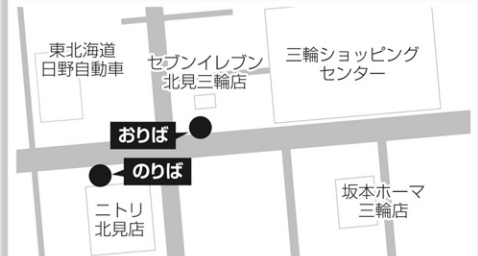 東北海道
日野自動車
セブンイレブン
北見三輪店
三輪ショッピング
センター
おりば
のりば
ニトリ
北見店
坂本ホーマ
三輪店